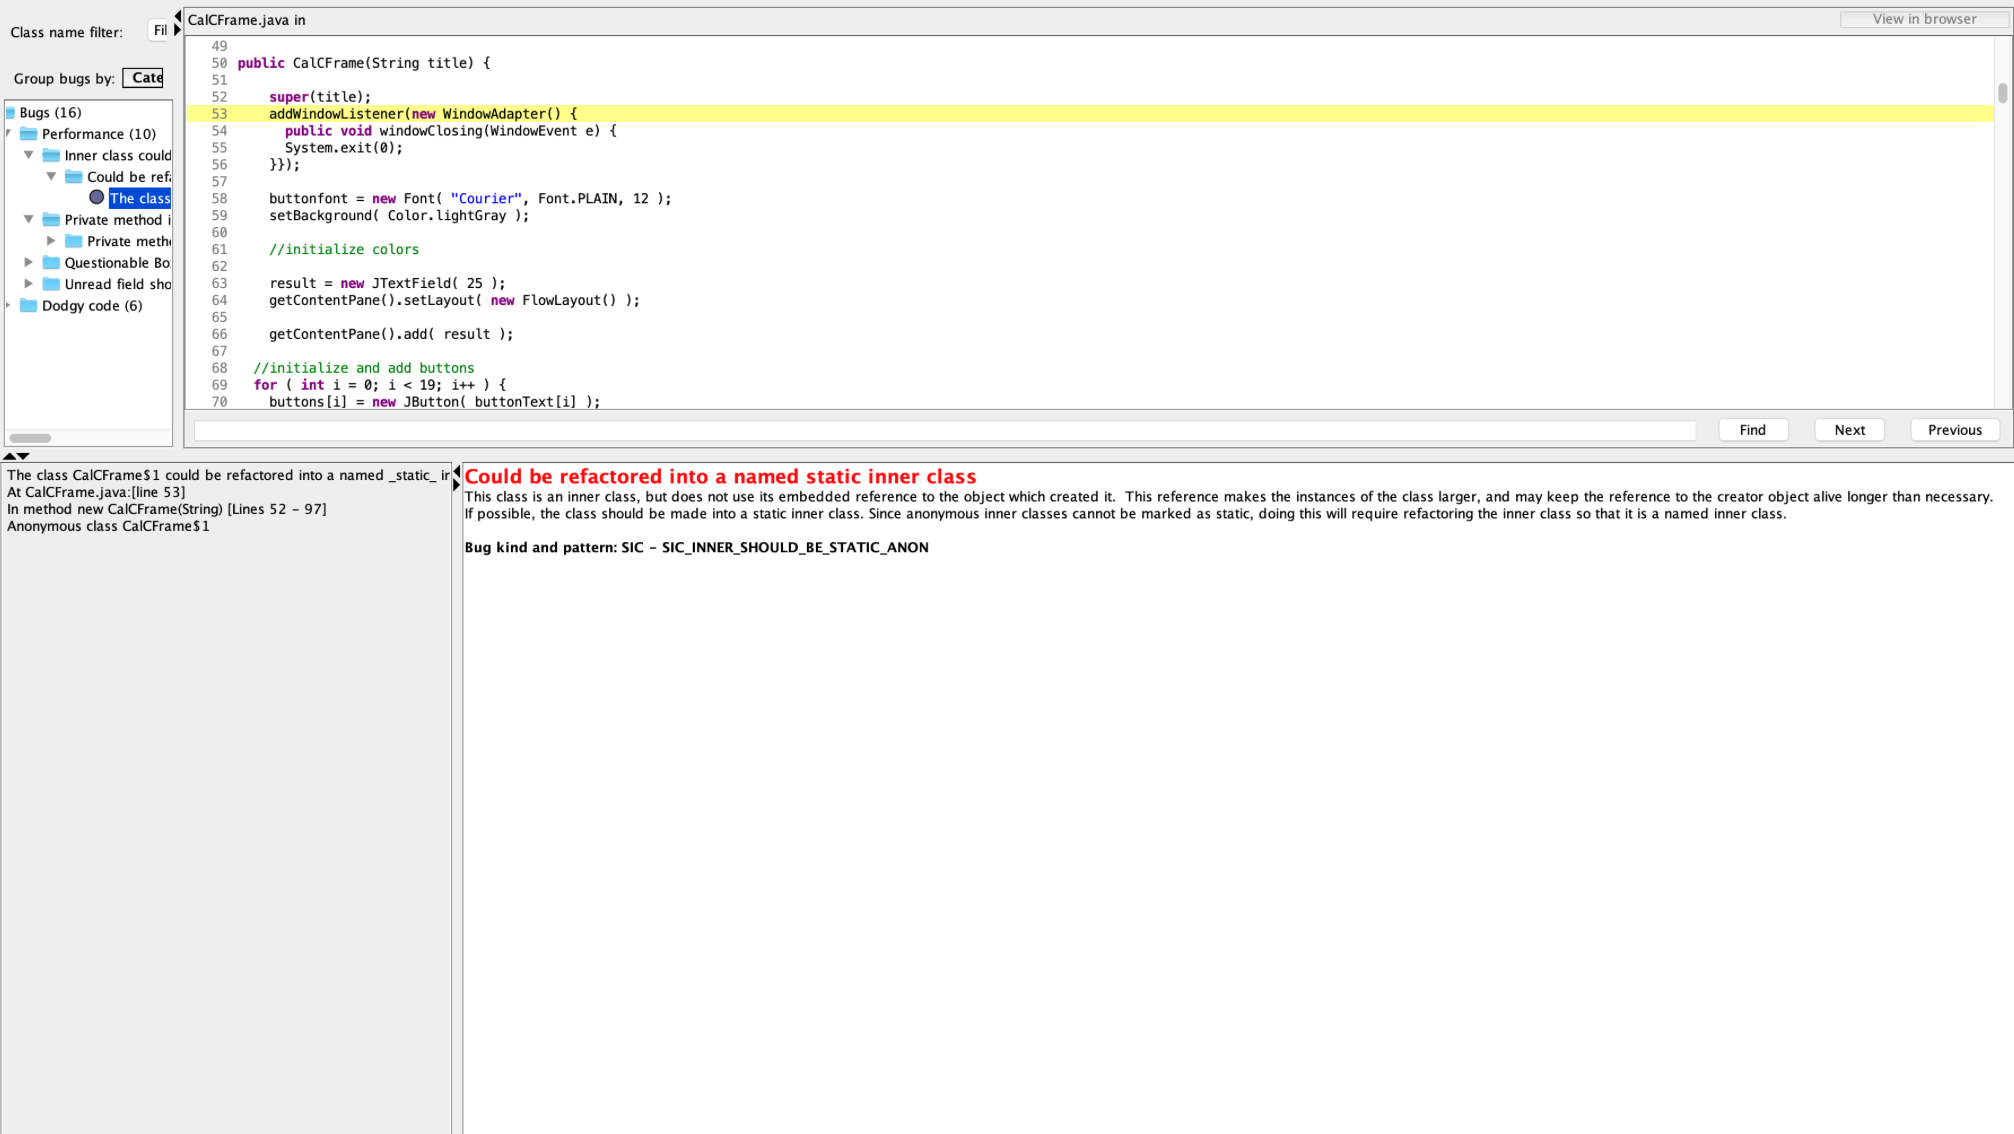 Class name filter:
Fil
Group bugs by:
Cate
Bugs (16)
Performance (10)
Inner class could
Could be refa
The class
Private method i
Private meth
Questionable Bo
Unread field sho
Dodgy code (6)
CalCFrame.java in
View in browser
49
50 public CalCFrame(String title) {
51
52 super(title);
53 addWindowListener(new WindowAdapter() {
54 public void windowClosing(WindowEvent e) {
55 System.exit(0);
56 }});
57
58 buttonfont = new Font( "Courier", Font.PLAIN, 12 );
59 setBackground( Color.lightGray );
60
61 //initialize colors
62
63 result = new JTextField( 25 );
64 getContentPane().setLayout( new FlowLayout() );
65
66 getContentPane().add( result );
67
68 //initialize and add buttons
69 for ( int i = 0; i < 19; i++ ) {
70 buttons[i] = new JButton( buttonText[i] );
Find
Next
Previous
The class CalCFrame$1 could be refactored into a named _static_ ir
At CalCFrame.java:[line 53]
In method new CalCFrame(String) [Lines 52 - 97]
Anonymous class CalCFrame$1
Could be refactored into a named static inner class
This class is an inner class, but does not use its embedded reference to the object which created it. This reference makes the instances of the class larger, and may keep the reference to the creator object alive longer than necessary.
If possible, the class should be made into a static inner class. Since anonymous inner classes cannot be marked as static, doing this will require refactoring the inner class so that it is a named inner class.
Bug kind and pattern: SIC - SIC_INNER_SHOULD_BE_STATIC_ANON